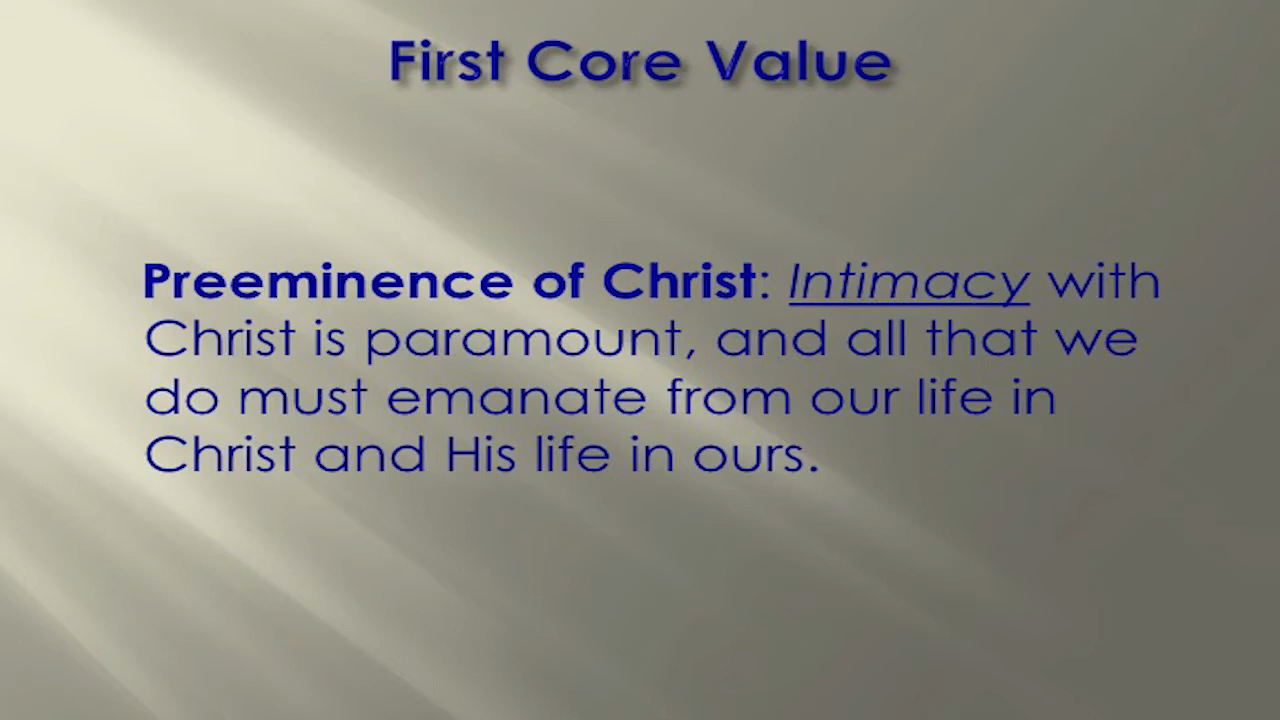 First Core Value
Preeminence of Christ: Intimacy with
Christ is paramount, and all that we
do must emanate from our life in
Christ and His life in ours.